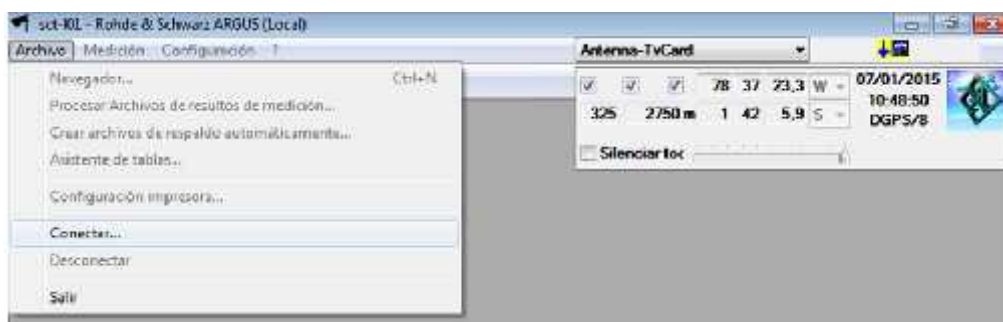 sct-l01 - Rohde & Schwarz ARGUS (Local)
Archivo Medición Configuración ?
Navegador... Ctrl+N
Procesar Archivos de resultos de medición...
Crear archivos de respaldo automáticamente...
Asistente de tablas...
Configuración impresora...
Conectar...
Desconectar
Salir
Antenna-TvCard
78 37 23,3 W
325 2750 m 1 42 5,9 S
07/01/2015
10:48:50
DGPS/8
Silenciar toc